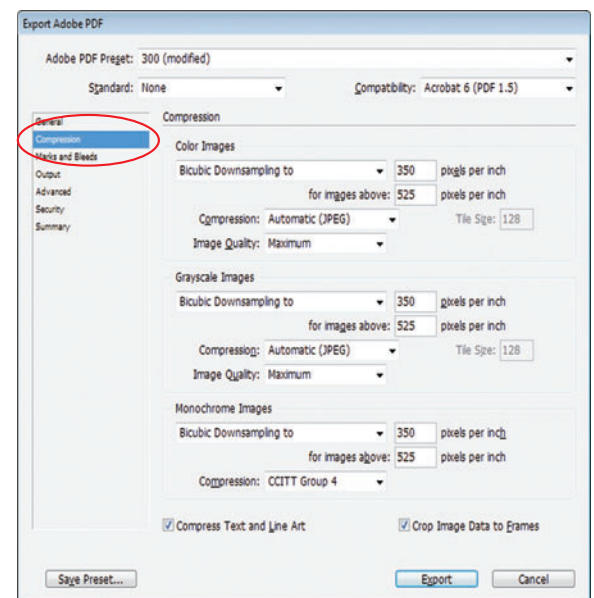 Export Adobe PDF
Adobe PDF Preset: 300 (modified)
Standard: None Compatibility: Acrobat 6 (PDF 1.5)
General
Compression
Marks and Bleeds
Output
Advanced
Security
Summary
Compression
Color Images
Bicubic Downsampling to 350 pixels per inch
for images above: 525 pixels per inch
Compression: Automatic (JPEG) Tile Size: 128
Image Quality: Maximum
Grayscale Images
Bicubic Downsampling to 350 pixels per inch
for images above: 525 pixels per inch
Compression: Automatic (JPEG) Tile Size: 128
Image Quality: Maximum
Monochrome Images
Bicubic Downsampling to 350 pixels per inch
for images above: 525 pixels per inch
Compression: CCITT Group 4
Compress Text and Line Art Crop Image Data to Frames
Save Preset... Export Cancel